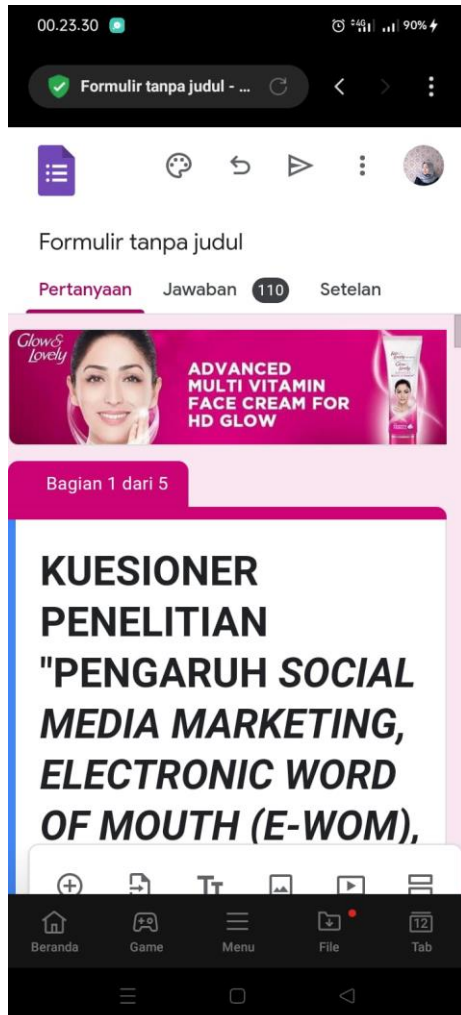 00.23.30
4G 90%
Formulir tanpa judul - ...
Formulir tanpa judul
Pertanyaan Jawaban 110 Setelan
Glow &
Lovely
ADVANCED
MULTI VITAMIN
FACE CREAM FOR
HD GLOW
Bagian 1 dari 5
KUESIONER
PENELITIAN
"PENGARUH SOCIAL
MEDIA MARKETING,
ELECTRONIC WORD
OF MOUTH (E-WOM),
Tт
Beranda Game Menu File 12 Tab